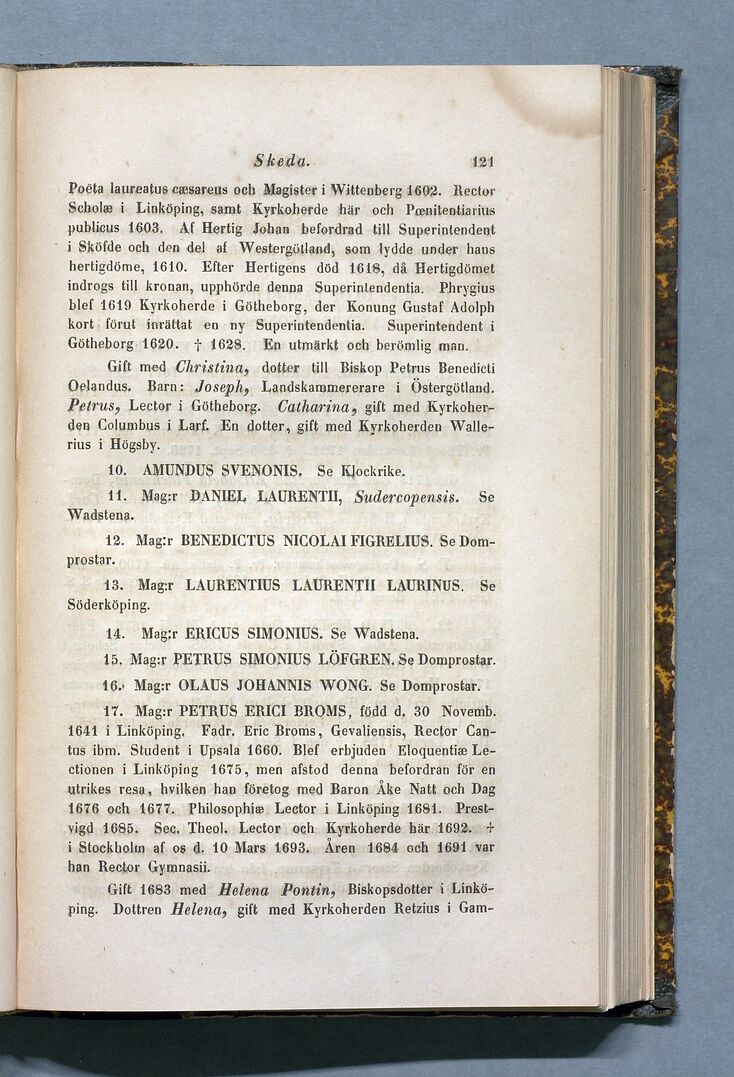 Skeda. 121
Poëta laureatus cæsareus och Magister i Wittenberg 1602. Rector
Scholæ i Linköping, samt Kyrkoherde här och Pœnitentiarius
publicus 1603. Af Hertig Johan befordrad till Superintendent
i Sköfde och den del af Westergötland, som lydde under hans
hertigdöme, 1610. Efter Hertigens död 1618, då Hertigdömet
indrogs till kronan, upphörde denna Superintendentia. Phrygius
blef 1619 Kyrkoherde i Götheborg, der Konung Gustaf Adolph
kort förut inrättat en ny Superintendentia. Superintendent i
Götheborg 1620. † 1628. En utmärkt och berömlig man.
Gift med Christina, dotter till Biskop Petrus Benedicti
Oelandus. Barn: Joseph, Landskammererare i Östergötland.
Petrus, Lector i Götheborg. Catharina, gift med Kyrkoher-
den Columbus i Larf. En dotter, gift med Kyrkoherden Walle-
rius i Högsby.
10. AMUNDUS SVENONIS. Se Klockrike.
11. Mag:r DANIEL LAURENTII, Sudercopensis. Se
Wadstena.
12. Mag:r BENEDICTUS NICOLAI FIGRELIUS. Se Dom-
prostar.
13. Mag:r LAURENTIUS LAURENTII LAURINUS. Se
Söderköping.
14. Mag:r ERICUS SIMONIUS. Se Wadstena.
15. Mag:r PETRUS SIMONIUS LÖFGREN. Se Domprostar.
16. Mag:r OLAUS JOHANNIS WONG. Se Domprostar.
17. Mag:r PETRUS ERICI BROMS, född d. 30 Novemb.
1641 i Linköping. Fadr. Eric Broms, Gevaliensis, Rector Can-
tus ibm. Student i Upsala 1660. Blef erbjuden Eloquentiæ Le-
ctionen i Linköping 1675, men afstod denna befordran för en
utrikes resa, hvilken han företog med Baron Åke Natt och Dag
1676 och 1677. Philosophiæ Lector i Linköping 1681. Prest-
vigd 1685. Sec. Theol. Lector och Kyrkoherde här 1692. †
i Stockholm af os d. 10 Mars 1693. Åren 1684 och 1691 var
han Rector Gymnasii.
Gift 1683 med Helena Pontin, Biskopsdotter i Linkö-
ping. Dottren Helena, gift med Kyrkoherden Retzius i Gam-